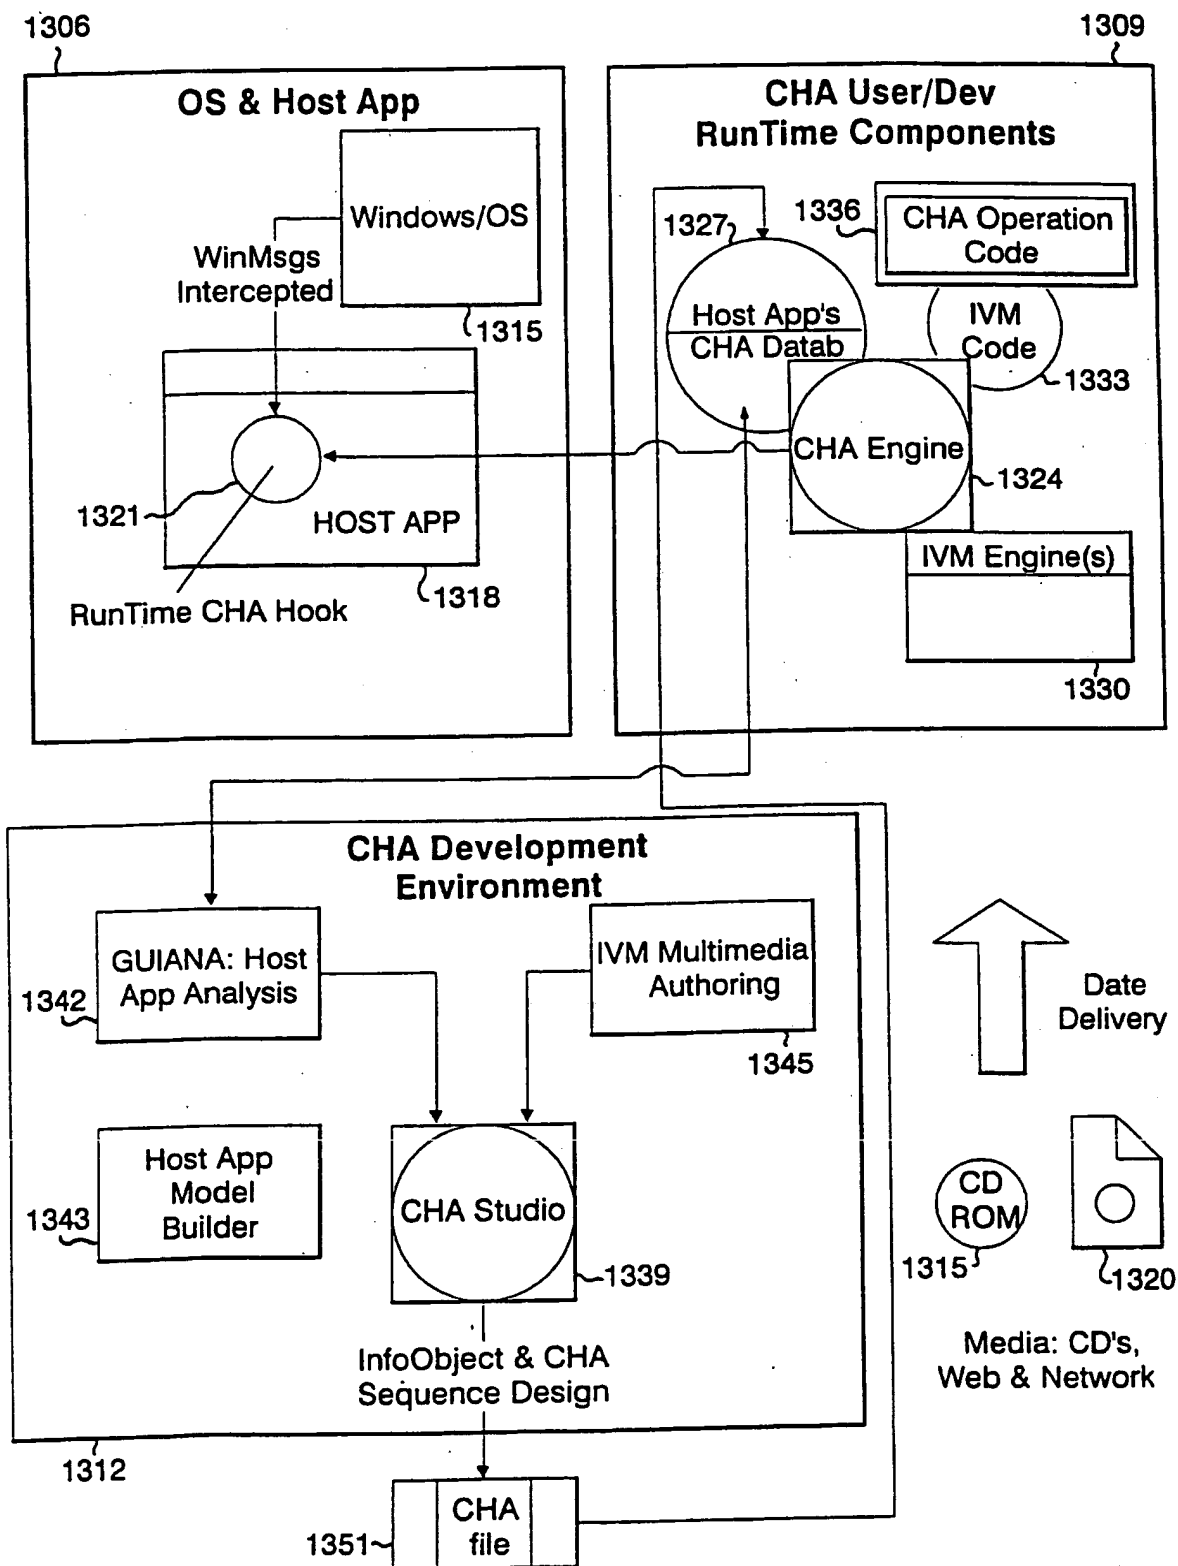 1306
1309
OS & Host App
CHA User/Dev
RunTime Components
Windows/OS
WinMsgs
Intercepted
1315
1321
HOST APP
1318
RunTime CHA Hook
1327
1336
CHA Operation
Code
Host App's
CHA Datab
IVM
Code
1333
CHA Engine
1324
IVM Engine(s)
1330
CHA Development
Environment
GUIANA: Host
App Analysis
1342
IVM Multimedia
Authoring
1345
Host App
Model
Builder
1343
CHA Studio
1339
InfoObject & CHA
Sequence Design
1312
CHA
file
1351
Date
Delivery
CD
ROM
1315
1320
Media: CD's,
Web & Network